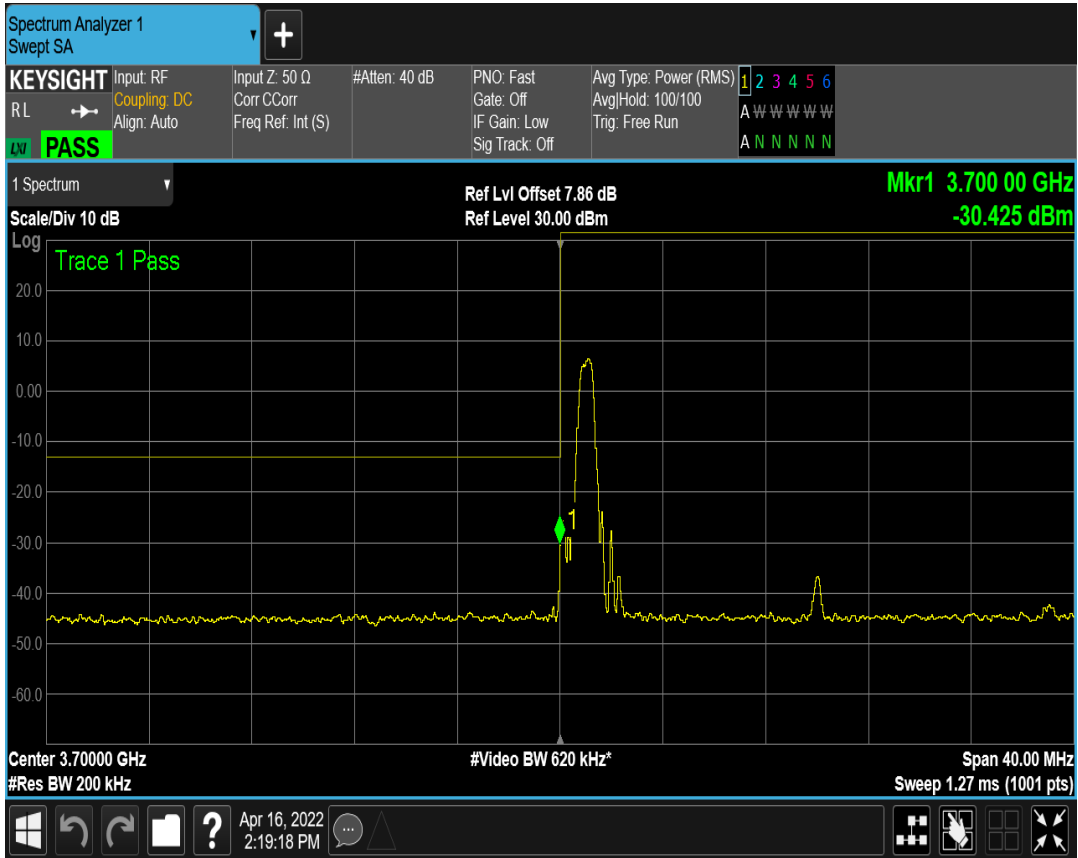 Spectrum Analyzer 1
Swept SA
+
KEYSIGHT
R L
LXI PASS
Input: RF
Coupling: DC
Align: Auto
Input Z: 50 Ω
Corr CCorr
Freq Ref: Int (S)
#Atten: 40 dB
PNO: Fast
Gate: Off
IF Gain: Low
Sig Track: Off
Avg Type: Power (RMS)
Avg|Hold: 100/100
Trig: Free Run
1 2 3 4 5 6
A W W W W W
A N N N N N
1 Spectrum
Ref Lvl Offset 7.86 dB
Mkr1 3.700 00 GHz
Scale/Div 10 dB
Ref Level 30.00 dBm
-30.425 dBm
Log
Trace 1 Pass
20.0
10.0
0.00
-10.0
-20.0
1
-30.0
-40.0
-50.0
-60.0
Center 3.70000 GHz
#Video BW 620 kHz*
Span 40.00 MHz
#Res BW 200 kHz
Sweep 1.27 ms (1001 pts)
?
Apr 16, 2022
2:19:18 PM